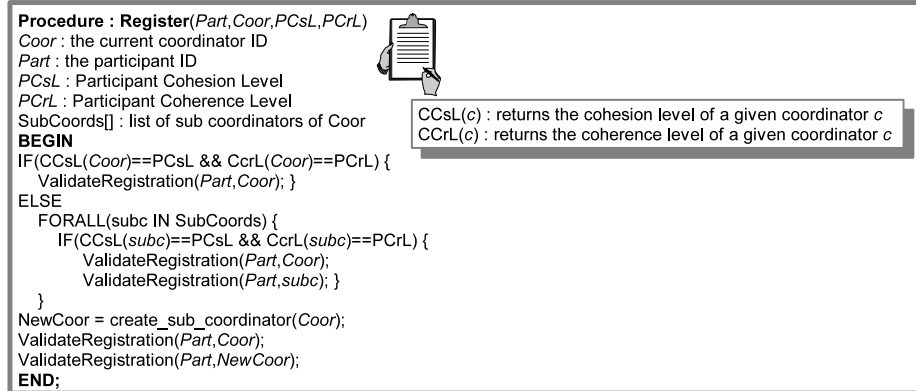 Procedure : Register(Part,Coor,PCsL,PCrL)
Coor : the current coordinator ID
Part : the participant ID
PCsL : Participant Cohesion Level
PCrL : Participant Coherence Level
SubCoords[] : list of sub coordinators of Coor
CCsL(c) : returns the cohesion level of a given coordinator c
CCrL(c) : returns the coherence level of a given coordinator c
BEGIN
IF(CCsL(Coor)==PCsL && CcrL(Coor)==PCrL) {
ValidateRegistration(Part,Coor); }
ELSE
FORALL(subc IN SubCoords) {
IF(CCsL(subc)==PCsL && CcrL(subc)==PCrL) {
ValidateRegistration(Part,Coor);
ValidateRegistration(Part,subc); }
}
NewCoor = create_sub_coordinator(Coor);
ValidateRegistration(Part,Coor);
ValidateRegistration(Part,NewCoor);
END;